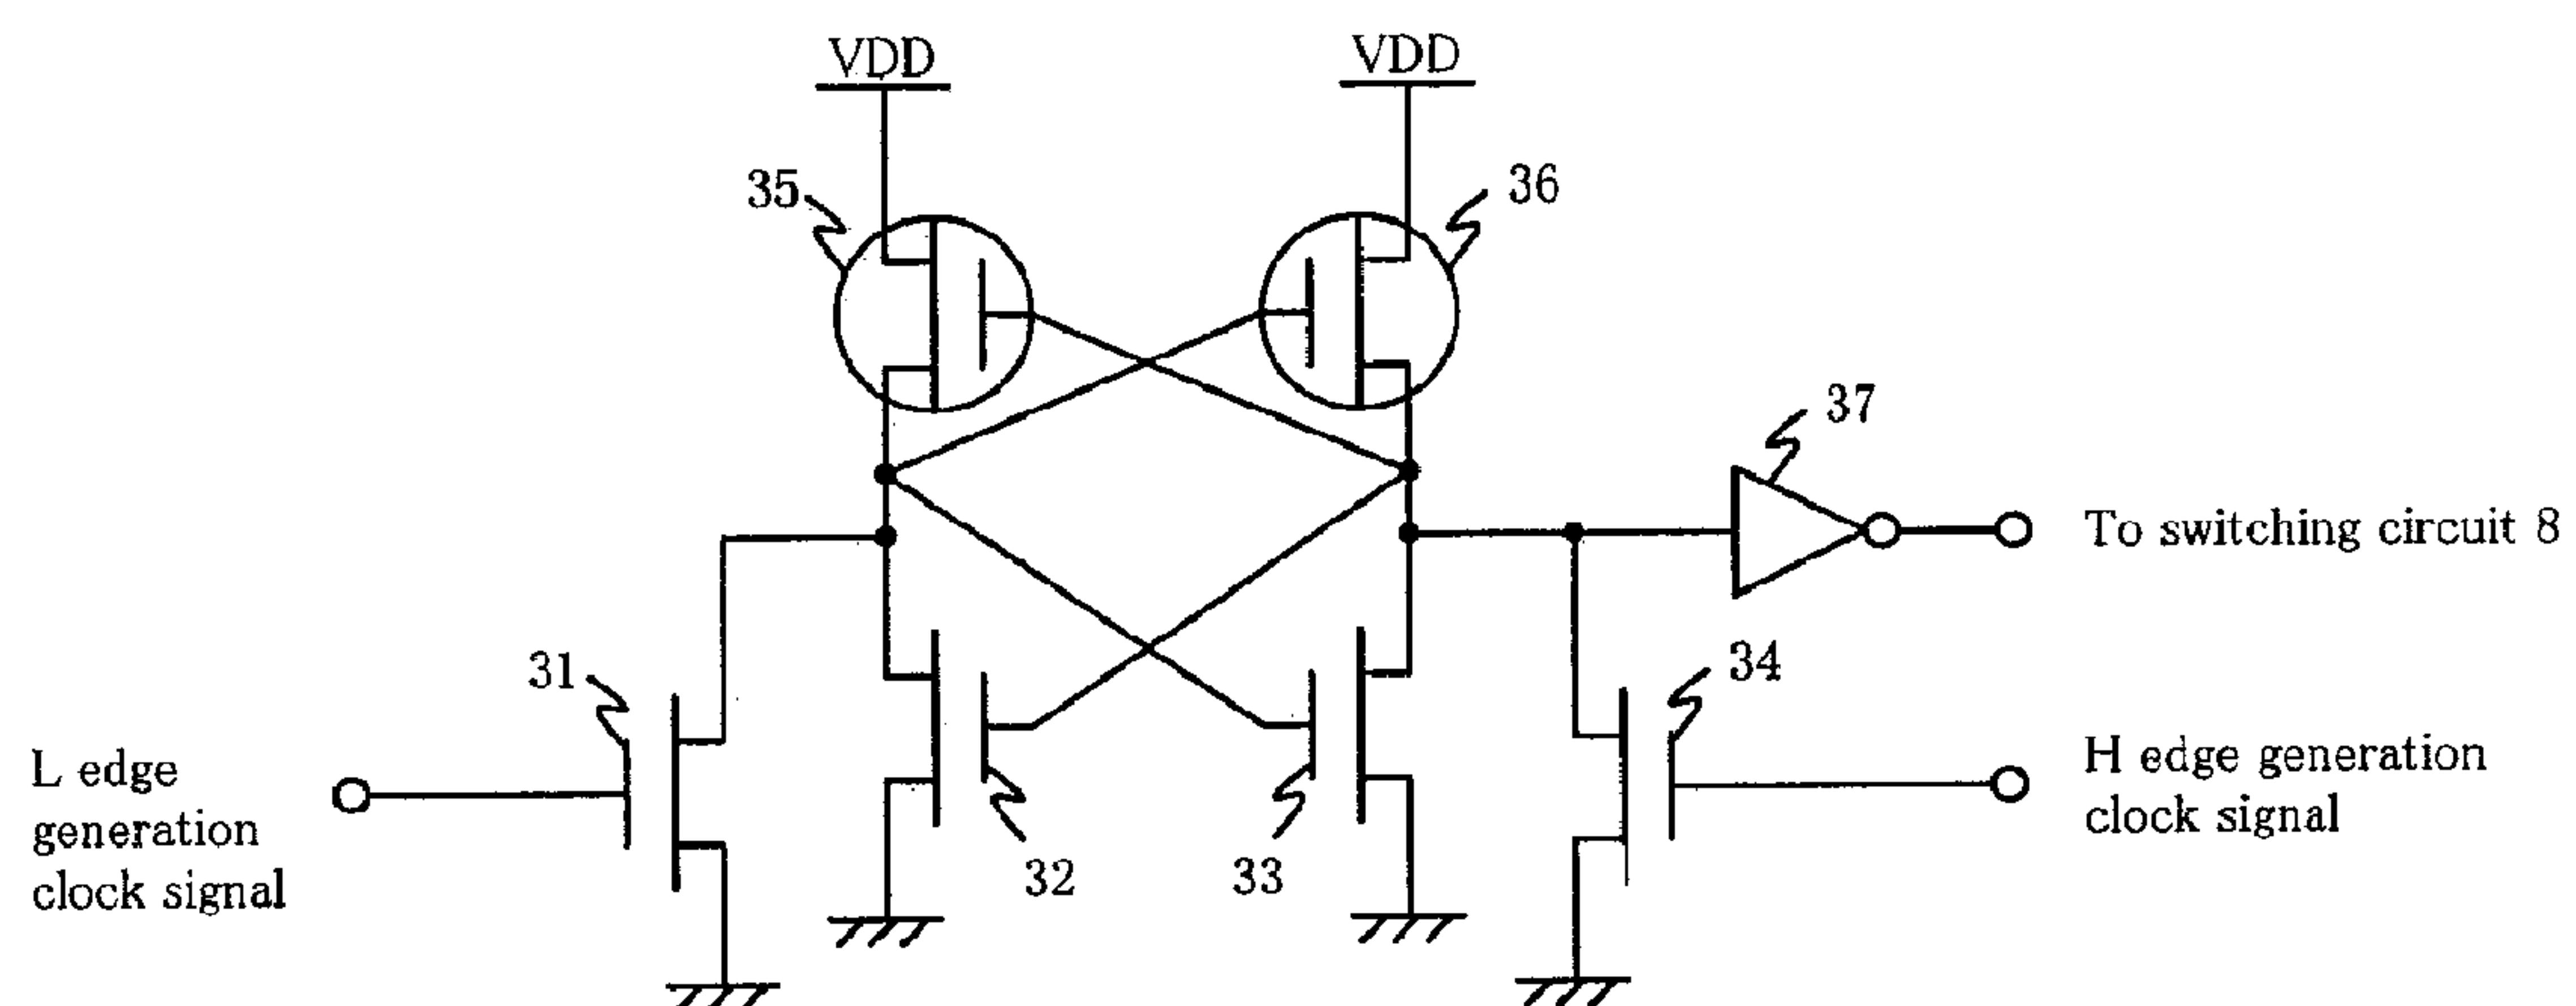 VDD
VDD
35
36
37
To switching circuit 8
31
34
L edge
generation
clock signal
H edge generation
clock signal
32
33